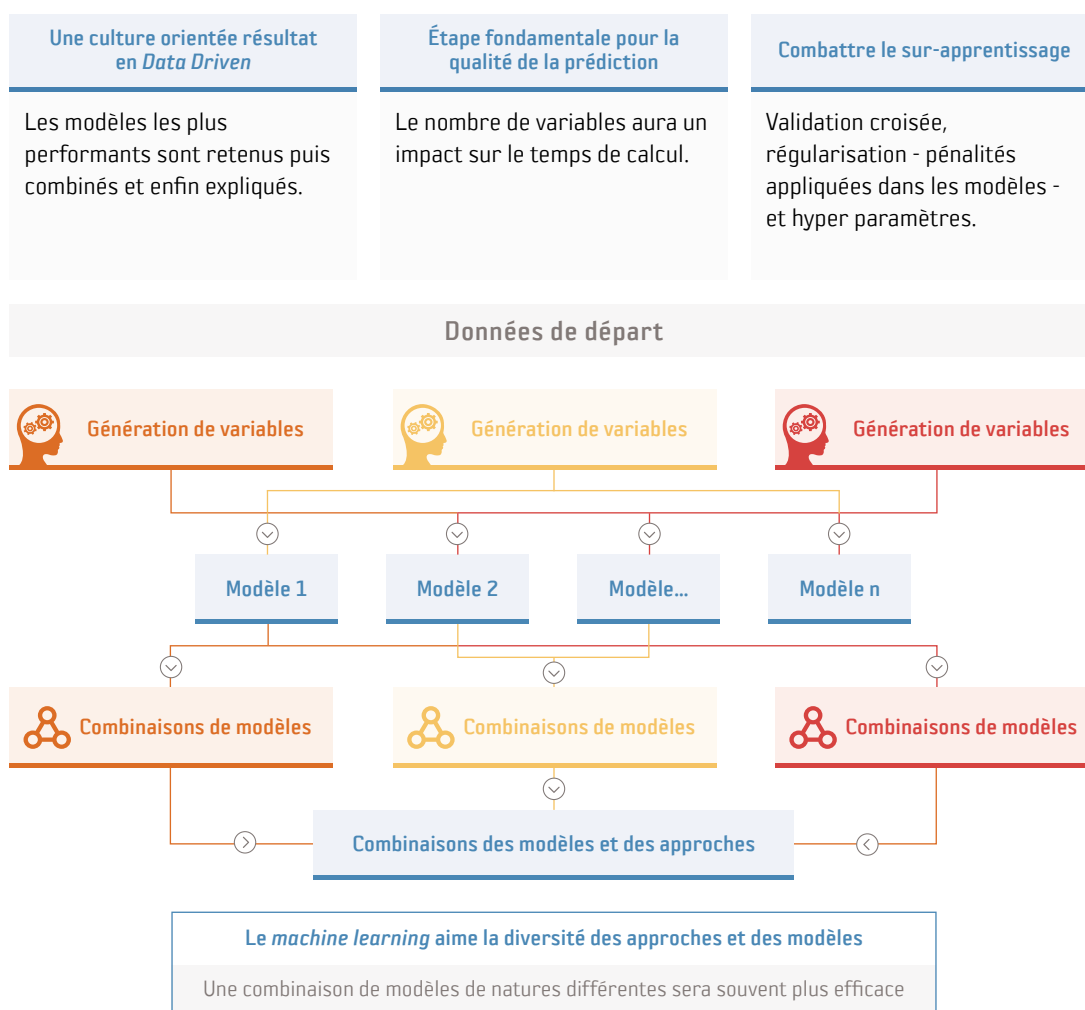 Une culture orientée résultat
en Data Driven
Les modèles les plus
performants sont retenus puis
combinés et enfin expliqués.
Étape fondamentale pour la
qualité de la prédiction
Le nombre de variables aura un
impact sur le temps de calcul.
Combattre le sur-apprentissage
Validation croisée,
régularisation - pénalités
appliquées dans les modèles -
et hyper paramètres.
Données de départ
Génération de variables
Génération de variables
Génération de variables
Modèle 1
Modèle 2
Modèle...
Modèle n
Combinaisons de modèles
Combinaisons de modèles
Combinaisons de modèles
Combinaisons des modèles et des approches
Le machine learning aime la diversité des approches et des modèles
Une combinaison de modèles de natures différentes sera souvent plus efficace